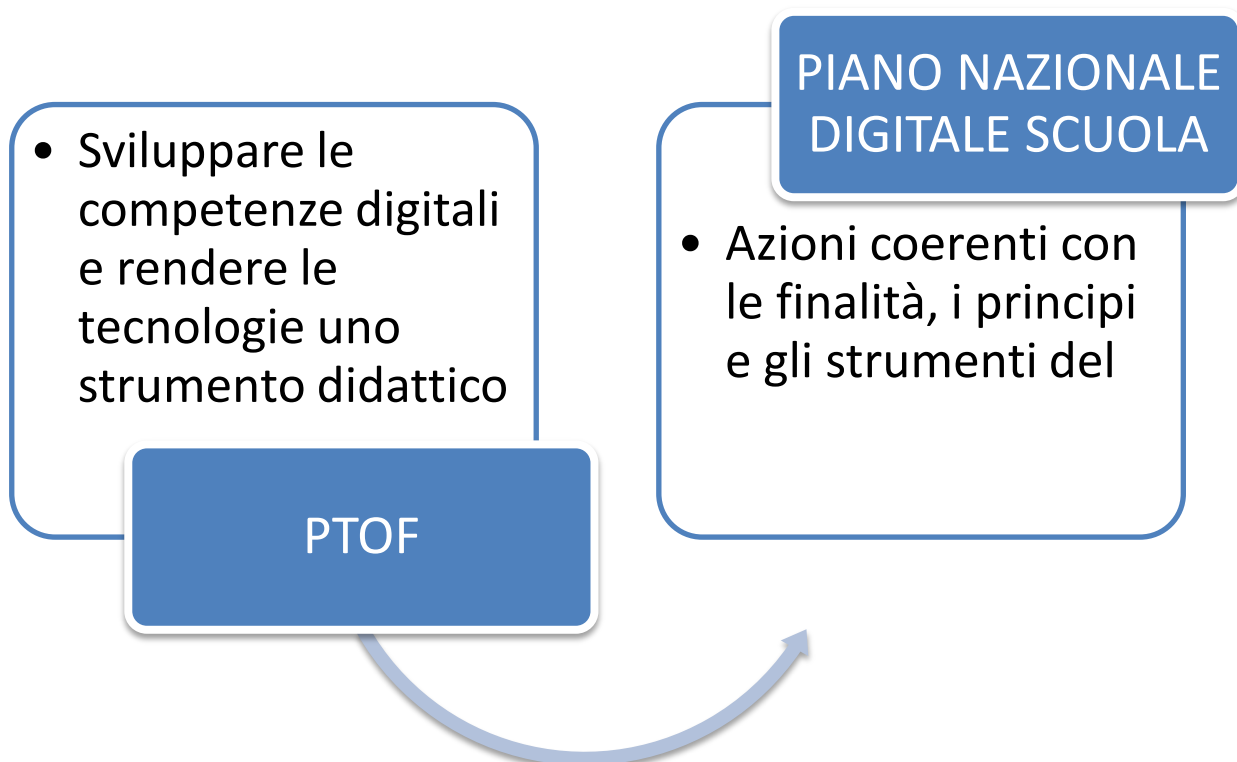 • Sviluppare le
competenze digitali
e rendere le
tecnologie uno
strumento didattico
PTOF
PIANO NAZIONALE
DIGITALE SCUOLA
• Azioni coerenti con
le finalità, i principi
e gli strumenti del